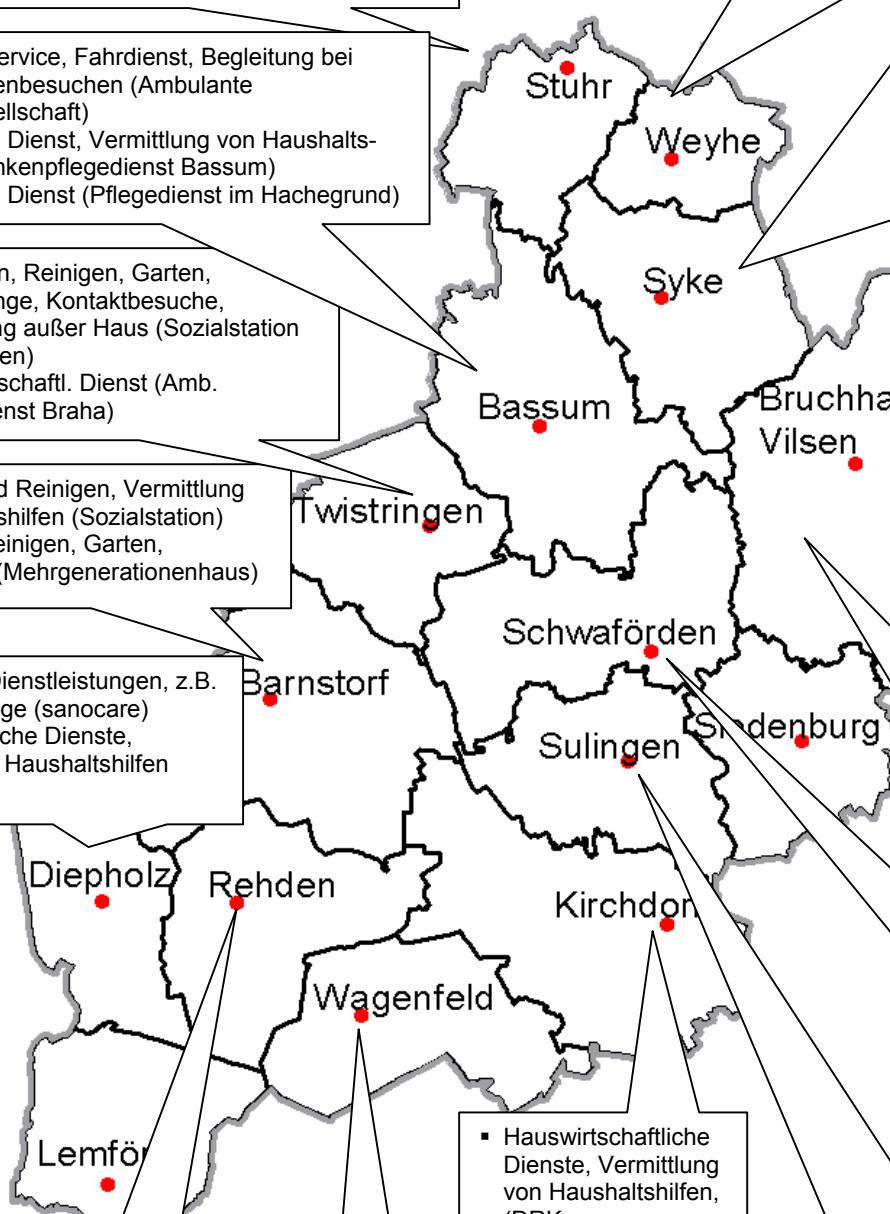 ervice, Fahrdienst, Begleitung bei
enbesuchen (Ambulante
ellschaft)
Dienst, Vermittlung von Haushalts-
nkenpflegedienst Bassum)
Dienst (Pflegedienst im Hachegrund)
n, Reinigen, Garten,
nge, Kontaktbesuche,
ng außer Haus (Sozialstation
en)
schaftl. Dienst (Amb.
enst Braha)
d Reinigen, Vermittlung
shilfen (Sozialstation)
einigen, Garten,
(Mehrgenerationenhaus)
Dienstleistungen, z.B.
ge (sanocare)
che Dienste,
Haushaltshilfen
Stuhr
Weyhe
Syke
Bassum
Bruchha
Vilsen
Twistringen
Schwaförden
Barnstorf
Siedenburg
Sulingen
Diepholz
Rehden
Kirchdorf
Wagenfeld
Lemför
▪ Hauswirtschaftliche
Dienste, Vermittlung
von Haushaltshilfen,